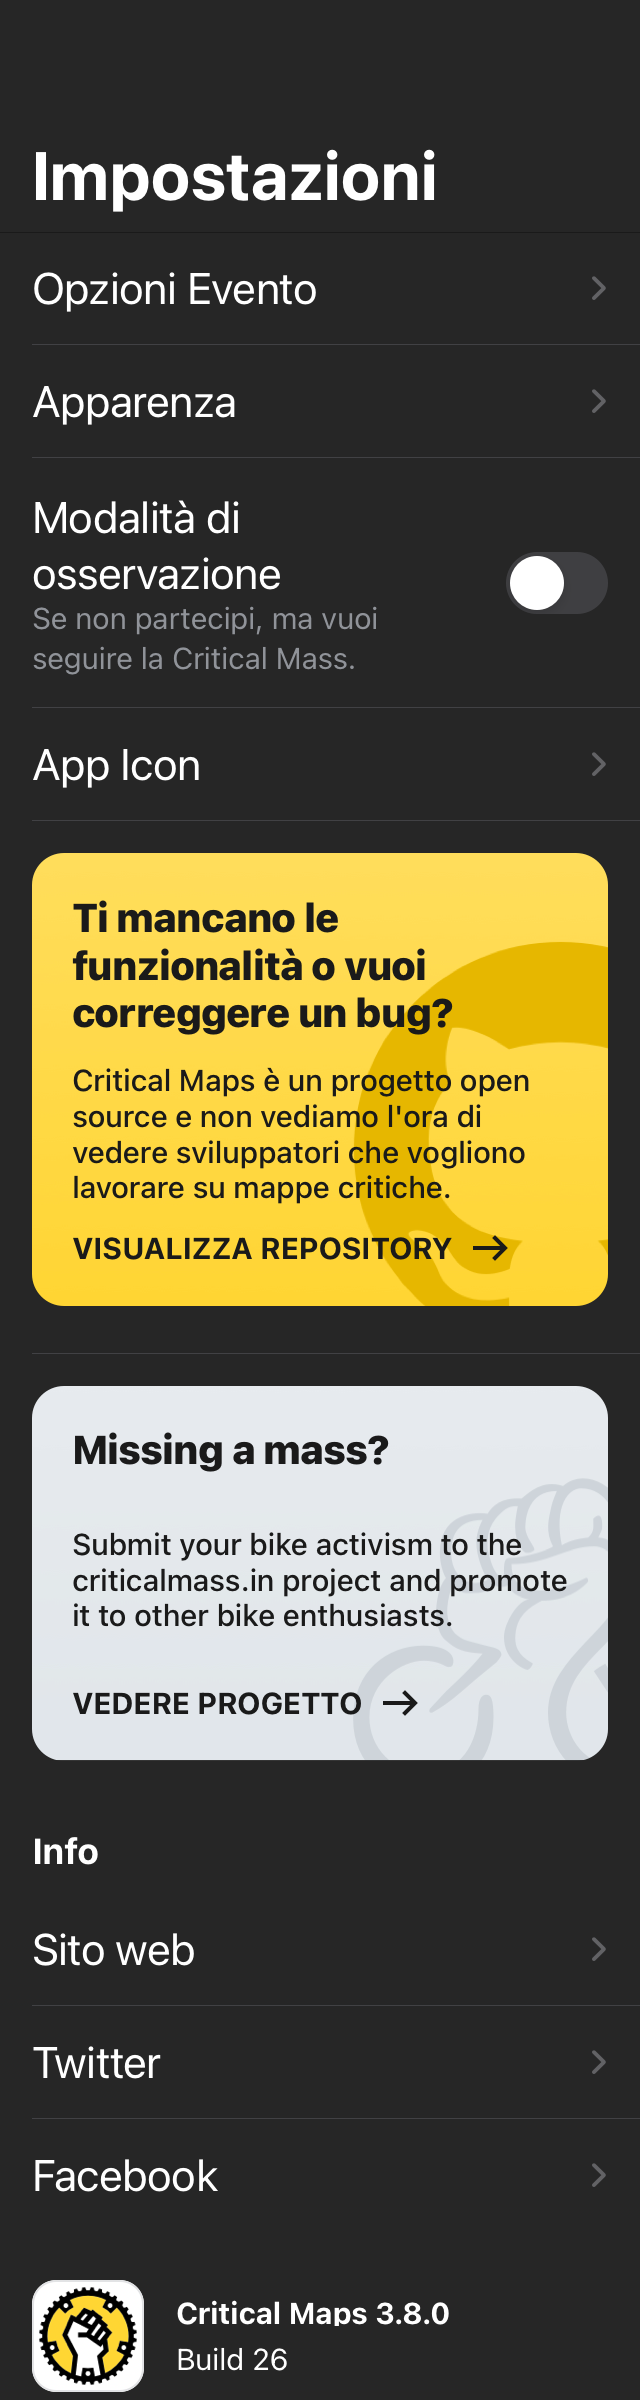 Impostazioni
Opzioni Evento
Apparenza
Modalità di
osservazione
Se non partecipi, ma vuoi
seguire la Critical Mass.
App Icon
Ti mancano le
funzionalità o vuoi
correggere un bug?
Critical Maps è un progetto open
source e non vediamo l'ora di
vedere sviluppatori che vogliono
lavorare su mappe critiche.
VISUALIZZA REPOSITORY
Missing a mass?
Submit your bike activism to the
criticalmass.in project and promote
it to other bike enthusiasts.
VEDERE PROGETTO
Info
Sito web
Twitter
Facebook
Critical Maps 3.8.0
Build 26